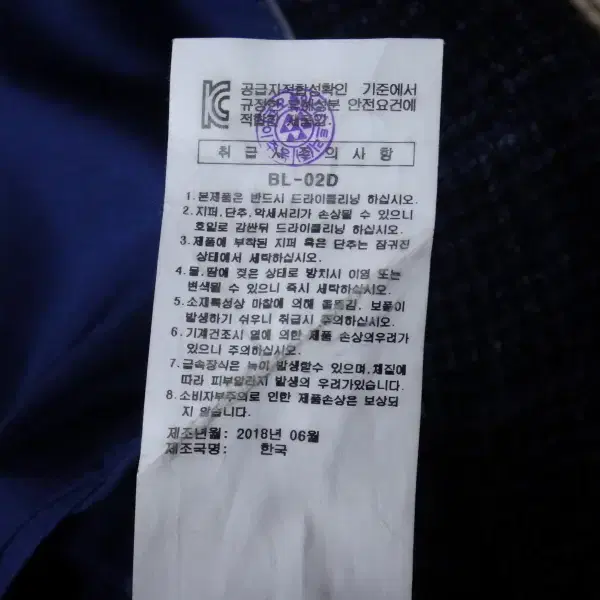 KC 공급자적합성확인 기준에서
규정한 유해성분 안전요건에
적합한 제품임.
취 급 시 주 의 사 항
BL-02D
1. 본제품은 반드시 드라이클리닝 하십시오.
2. 지퍼, 단추, 악세서리가 손상될 수 있으니
호일로 감싼뒤 드라이클리닝 하십시오.
3. 제품에 부착된 지퍼 혹은 단추는 잠궈진
상태에서 세탁하십시오.
4. 물, 땀에 젖은 상태로 방치시 이염 또는
변색될 수 있으니 즉시 세탁하십시오.
5. 소재특성상 마찰에 의해 올뜯김, 보풀이
발생하기 쉬우니 취급시 주의하십시오.
6. 기계건조시 열에 의한 제품 손상의우려가
있으니 주의하십시오.
7. 금속장식은 녹이 발생할수 있으며, 체질에
따라 피부알러지 발생의 우려가있습니다.
8. 소비자부주의로 인한 제품손상은 보상되
지 않습니다.
제조년월: 2018년 06월
제조국명: 한국